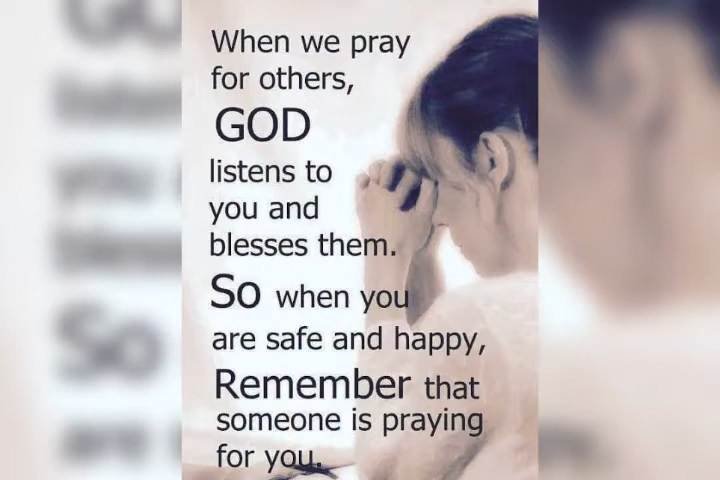 When we pray
for others,
GOD
listens to
you and
blesses them.
So when you
are safe and happy,
Remember that
someone is praying
for you.